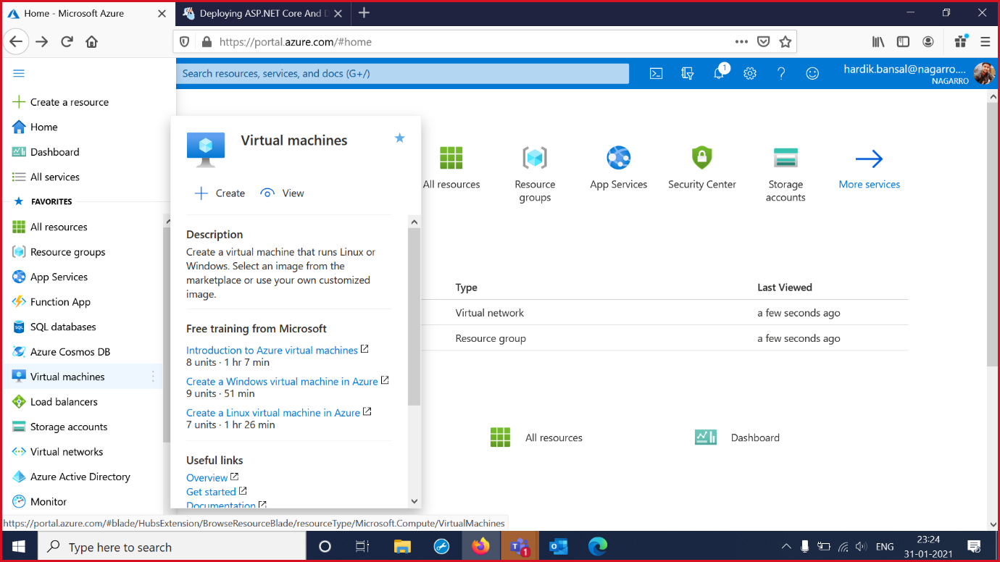 Home - Microsoft Azure
Deploying ASP.NET Core And D
https://portal.azure.com/#home
Search resources, services, and docs (G+/)
1
hardik.bansal@nagarro....
NAGARRO
Create a resource
Home
Dashboard
All services
FAVORITES
All resources
Resource groups
App Services
Function App
SQL databases
Azure Cosmos DB
Virtual machines
Load balancers
Storage accounts
Virtual networks
Azure Active Directory
Monitor
Virtual machines
Create View
Description
Create a virtual machine that runs Linux or
Windows. Select an image from the
marketplace or use your own customized
image.
Free training from Microsoft
Introduction to Azure virtual machines
8 units · 1 hr 7 min
Create a Windows virtual machine in Azure
9 units · 51 min
Create a Linux virtual machine in Azure
7 units · 1 hr 26 min
Useful links
Overview
Get started
Documentation
All resources
Resource
groups
App Services
Security Center
Storage
accounts
More services
Type Last Viewed
Virtual network a few seconds ago
Resource group a few seconds ago
All resources Dashboard
https://portal.azure.com/#blade/HubsExtension/BrowseResourceBlade/resourceType/Microsoft.Compute/VirtualMachines
Type here to search
1
ENG
23:24
31-01-2021